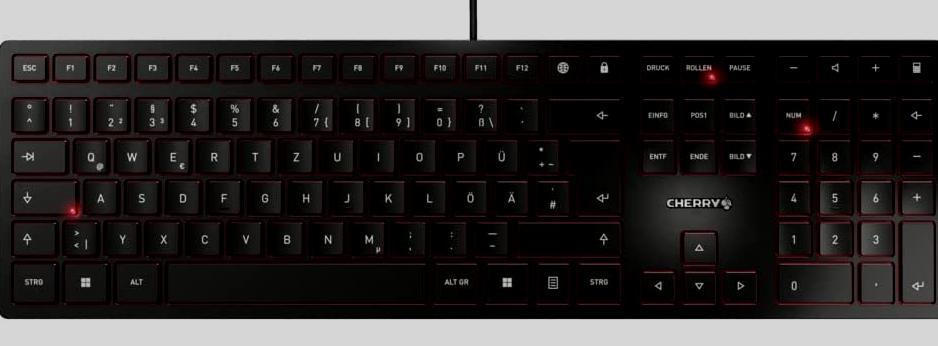 ESC F1 F2 F3 F4 F5 F6 F7 F8 F9 F10 F11 F12 DRUCK ROLLEN PAUSE − +
° ! " § $ % & / ( ) = ? `
^ 1 2 ² 3 ³ 4 5 6 7 { 8 [ 9 ] 0 } ß \ ´ EINFG POS1 BILD▲ NUM / *
Q @ W E € R T Z U I O P Ü * + ~ ENTF ENDE BILD▼ 7 8 9 −
A S D F G H J K L Ö Ä ' # CHERRY 4 5 6 +
> < | Y X C V B N M µ ; , : . _ - 1 2 3
STRG ALT ALT GR STRG 0 ,